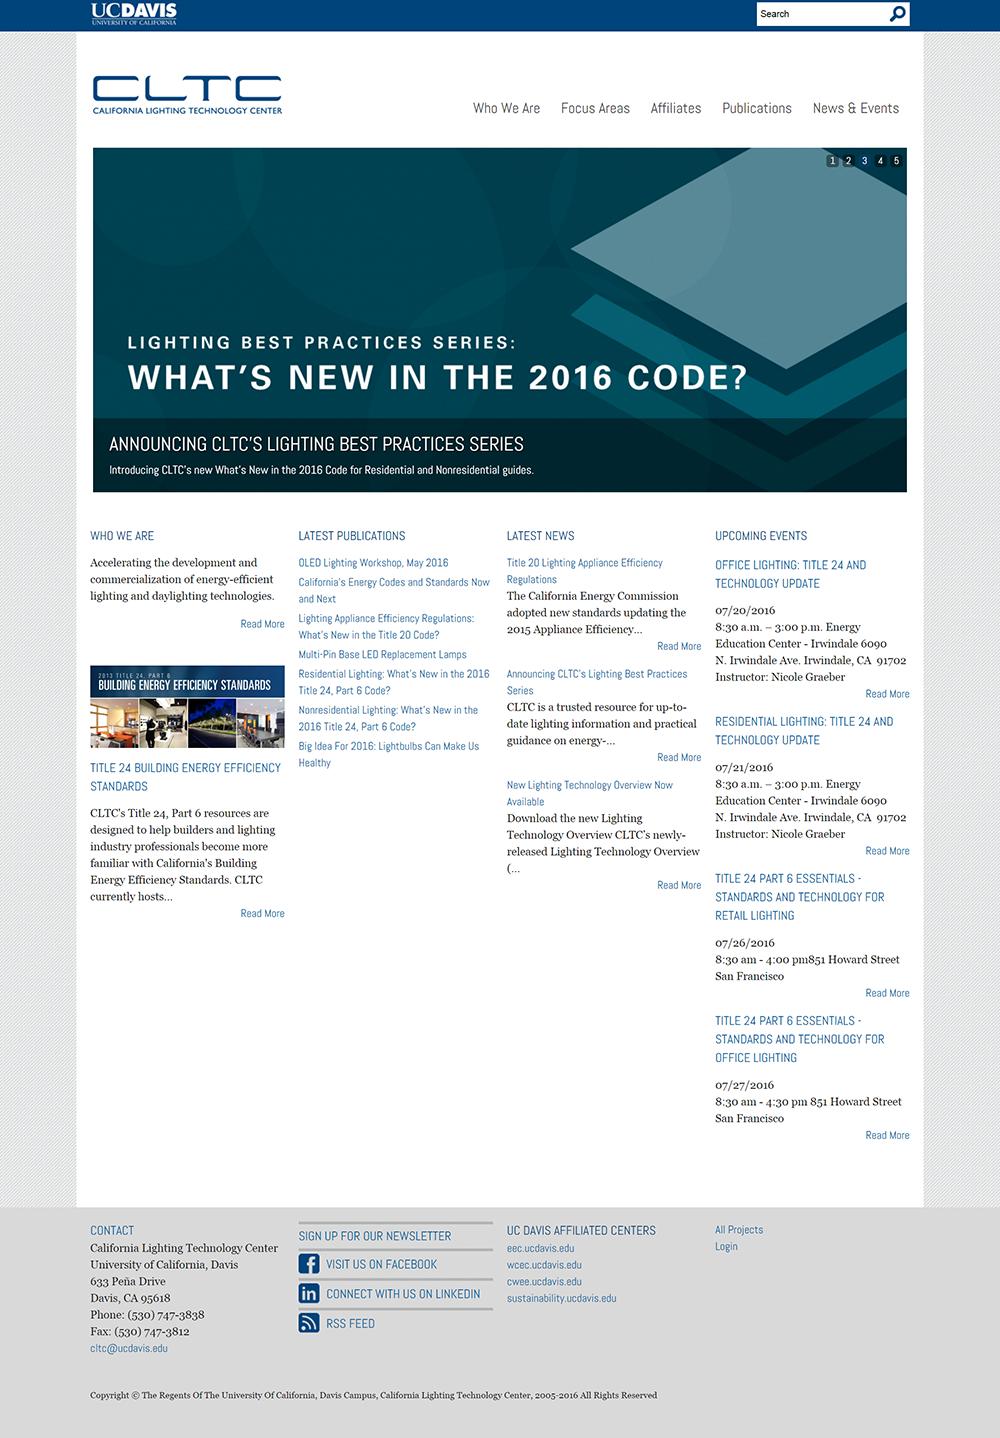 UCDAVIS
UNIVERSITY OF CALIFORNIA
Search
CLTC
CALIFORNIA LIGHTING TECHNOLOGY CENTER
Who We Are
Focus Areas
Affiliates
Publications
News & Events
1 2 3 4 5
LIGHTING BEST PRACTICES SERIES:
WHAT'S NEW IN THE 2016 CODE?
ANNOUNCING CLTC'S LIGHTING BEST PRACTICES SERIES
Introducing CLTC's new What's New in the 2016 Code for Residential and Nonresidential guides.
WHO WE ARE
Accelerating the development and
commercialization of energy-efficient
lighting and daylighting technologies.
Read More
2013 TITLE 24, PART 6
BUILDING ENERGY EFFICIENCY STANDARDS
TITLE 24 BUILDING ENERGY EFFICIENCY
STANDARDS
CLTC's Title 24, Part 6 resources are
designed to help builders and lighting
industry professionals become more
familiar with California's Building
Energy Efficiency Standards. CLTC
currently hosts...
Read More
LATEST PUBLICATIONS
OLED Lighting Workshop, May 2016
California's Energy Codes and Standards Now
and Next
Lighting Appliance Efficiency Regulations:
What's New in the Title 20 Code?
Multi-Pin Base LED Replacement Lamps
Residential Lighting: What's New in the 2016
Title 24, Part 6 Code?
Nonresidential Lighting: What's New in the
2016 Title 24, Part 6 Code?
Big Idea For 2016: Lightbulbs Can Make Us
Healthy
LATEST NEWS
Title 20 Lighting Appliance Efficiency
Regulations
The California Energy Commission
adopted new standards updating the
2015 Appliance Efficiency...
Read More
Announcing CLTC's Lighting Best Practices
Series
CLTC is a trusted resource for up-to-
date lighting information and practical
guidance on energy-...
Read More
New Lighting Technology Overview Now
Available
Download the new Lighting
Technology Overview CLTC's newly-
released Lighting Technology Overview
(...
Read More
UPCOMING EVENTS
OFFICE LIGHTING: TITLE 24 AND
TECHNOLOGY UPDATE
07/20/2016
8:30 a.m. – 3:00 p.m. Energy
Education Center - Irwindale 6090
N. Irwindale Ave. Irwindale, CA  91702
Instructor: Nicole Graeber
Read More
RESIDENTIAL LIGHTING: TITLE 24 AND
TECHNOLOGY UPDATE
07/21/2016
8:30 a.m. – 3:00 p.m. Energy
Education Center - Irwindale 6090
N. Irwindale Ave. Irwindale, CA  91702
Instructor: Nicole Graeber
Read More
TITLE 24 PART 6 ESSENTIALS -
STANDARDS AND TECHNOLOGY FOR
RETAIL LIGHTING
07/26/2016
8:30 am - 4:00 pm851 Howard Street
San Francisco
Read More
TITLE 24 PART 6 ESSENTIALS -
STANDARDS AND TECHNOLOGY FOR
OFFICE LIGHTING
07/27/2016
8:30 am - 4:30 pm 851 Howard Street
San Francisco
Read More
CONTACT
California Lighting Technology Center
University of California, Davis
633 Peña Drive
Davis, CA 95618
Phone: (530) 747-3838
Fax: (530) 747-3812
cltc@ucdavis.edu
SIGN UP FOR OUR NEWSLETTER
VISIT US ON FACEBOOK
CONNECT WITH US ON LINKEDIN
RSS FEED
UC DAVIS AFFILIATED CENTERS
eec.ucdavis.edu
wcec.ucdavis.edu
cwee.ucdavis.edu
sustainability.ucdavis.edu
All Projects
Login
Copyright © The Regents Of The University Of California, Davis Campus, California Lighting Technology Center, 2005-2016 All Rights Reserved